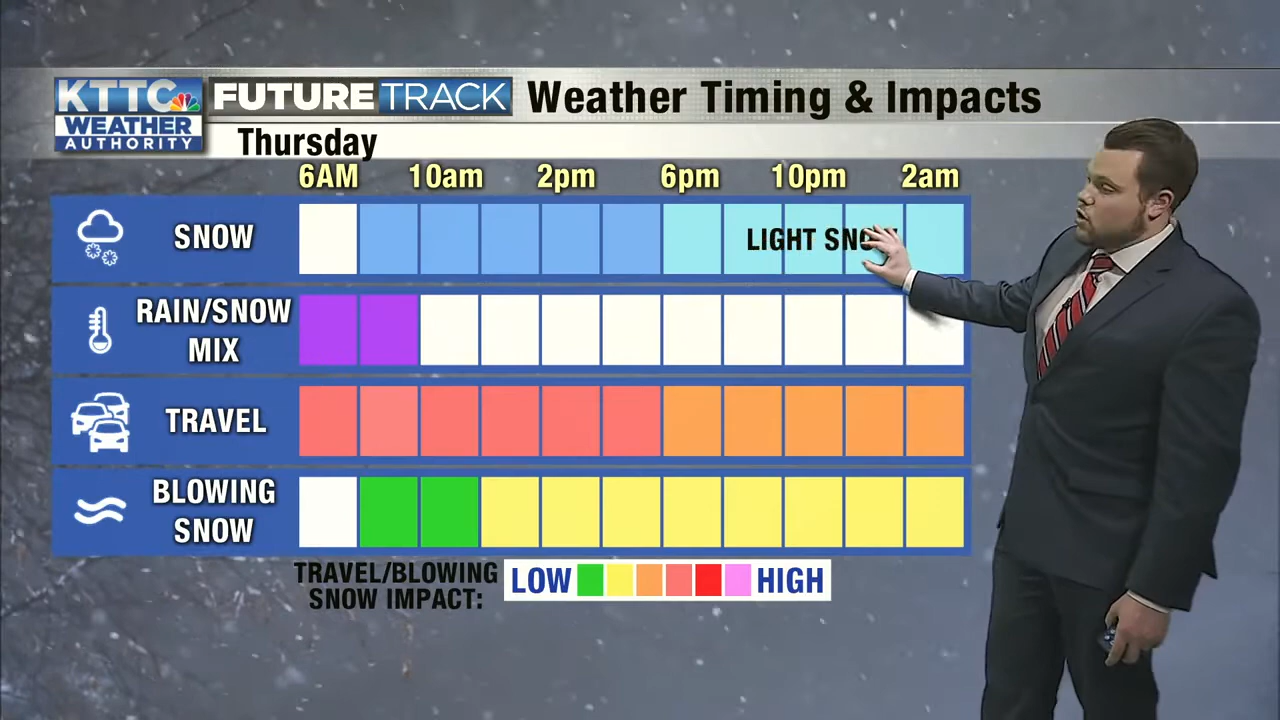 KTTC
WEATHER
AUTHORITY
FUTURETRACK
Weather Timing & Impacts
Thursday
6AM 10am 2pm 6pm 10pm 2am
SNOW
LIGHT SNOW
RAIN/SNOW
MIX
TRAVEL
BLOWING
SNOW
TRAVEL/BLOWING
SNOW IMPACT:
LOW HIGH